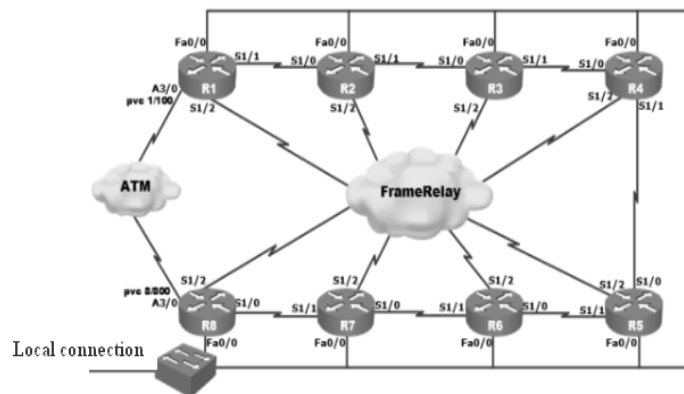 Fa0/0 Fa0/0 Fa0/0 Fa0/0
S1/1 S1/0 S1/1 S1/0 S1/1 S1/0
R1 R2 R3 R4
A3/0
pvc 1/100
S1/2 S1/2 S1/2 S1/2 S1/1
ATM
FrameRelay
S1/2 S1/2 S1/2 S1/2 S1/0
pvc 8/800
A3/0
S1/0 S1/1 S1/0 S1/1 S1/0 S1/1
R8 R7 R6 R5
Fa0/0 Fa0/0 Fa0/0 Fa0/0
Local connection